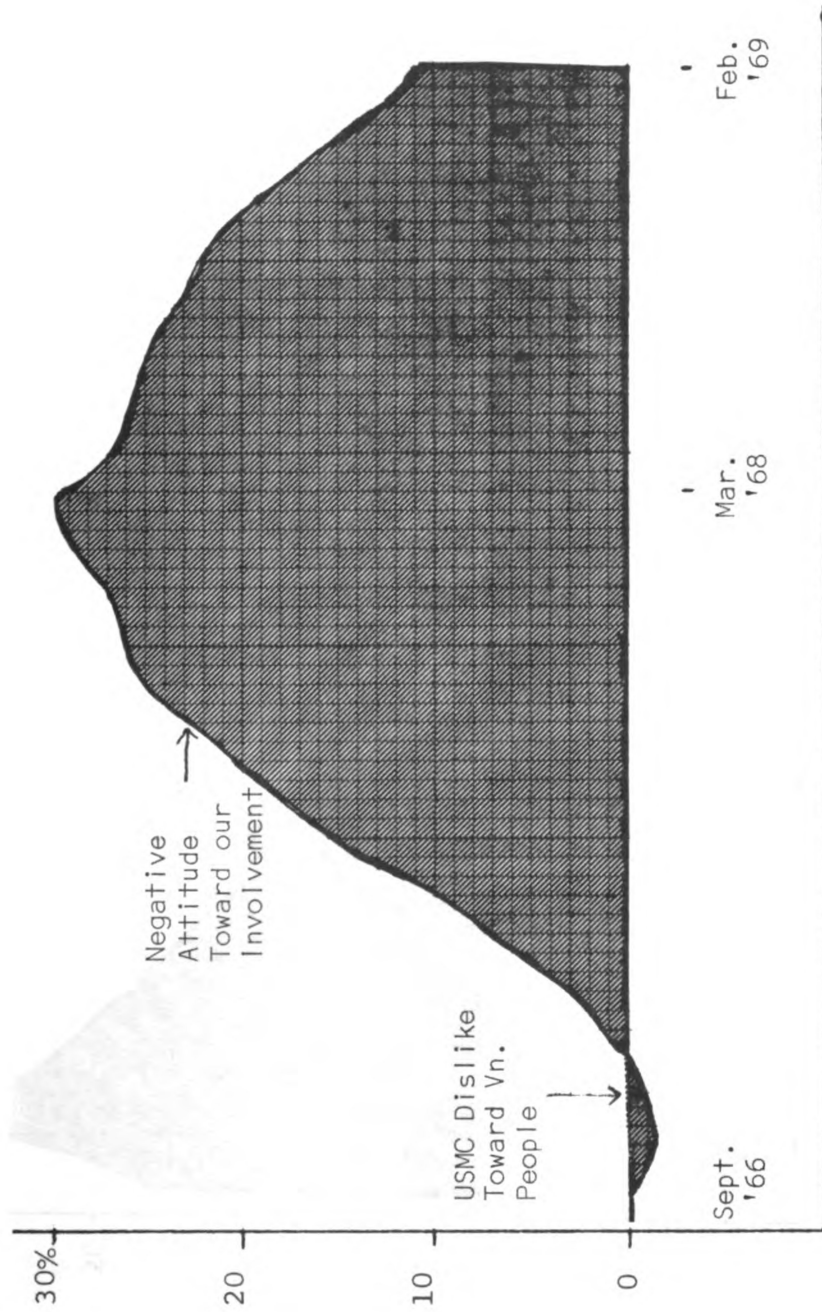 30%
20
10
0
Negative
Attitude
Toward our
Involvement
USMC Dislike
Toward Vn.
People
Sept.
'66
Mar.
'68
Feb.
'69